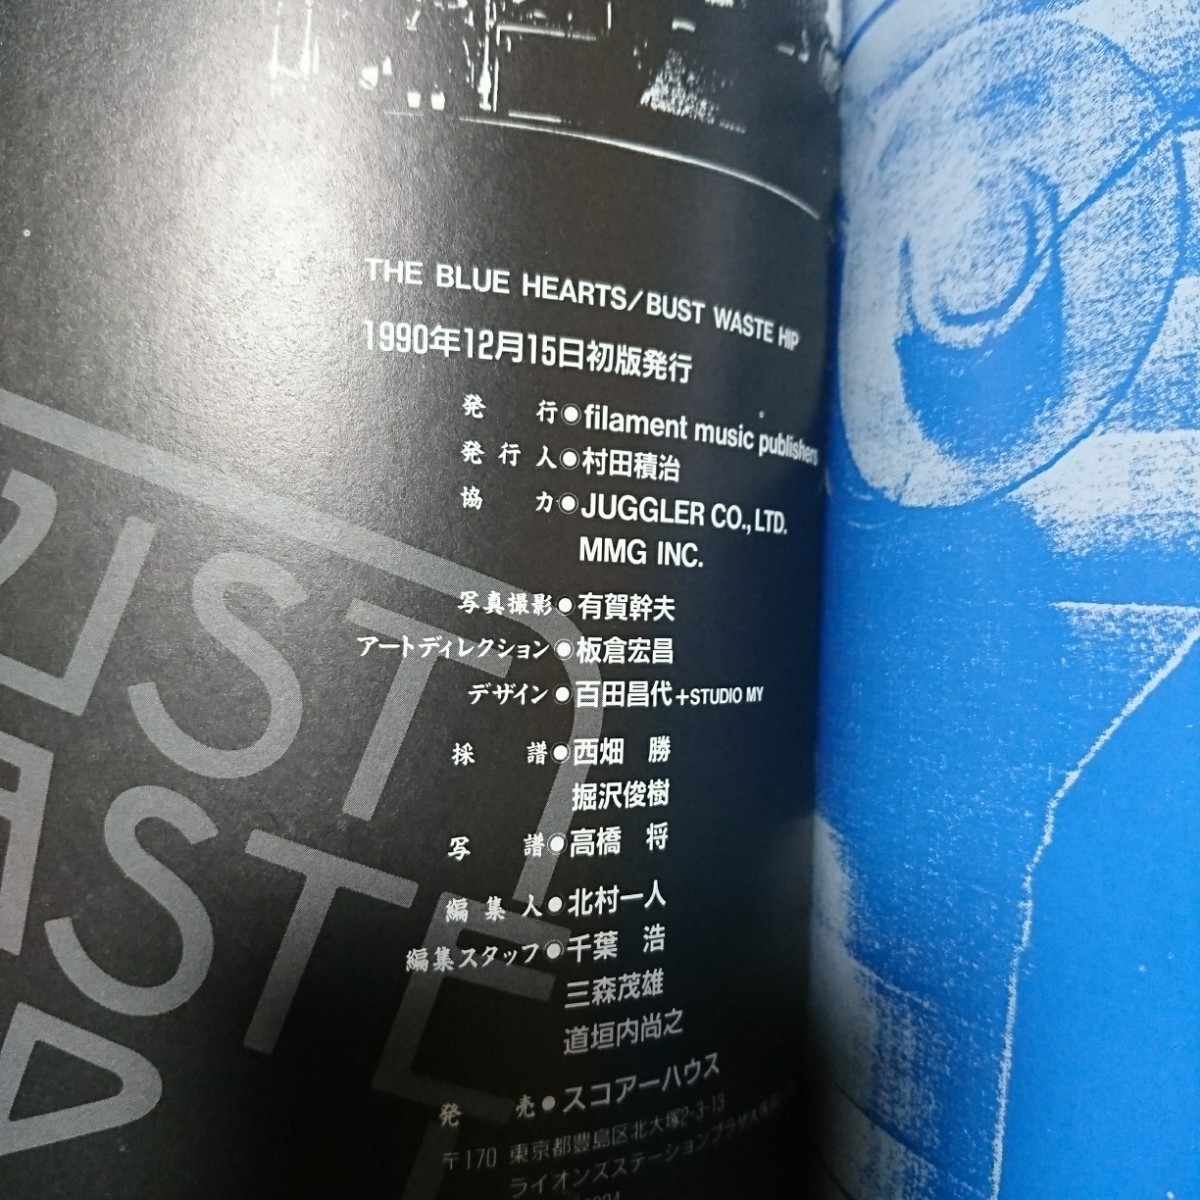 THE BLUE HEARTS/BUST WASTE HIP
1990年12月15日初版発行
発 行●filament music publishers
発行人●村田積治
協 力●JUGGLER CO., LTD.
MMG INC.
写真撮影●有賀幹夫
アートディレクション●板倉宏昌
デザイン●百田昌代+STUDIO MY
採 譜●西畑 勝
掘沢俊樹
写 譜●高橋 将
編集人●北村一人
編集スタッフ●千葉 浩
三森茂雄
道垣内尚之
発 売●スコアーハウス
〒170 東京都豊島区北大塚2-3-13
ライオンズステーションプラザ大塚
UST
ASTE
P